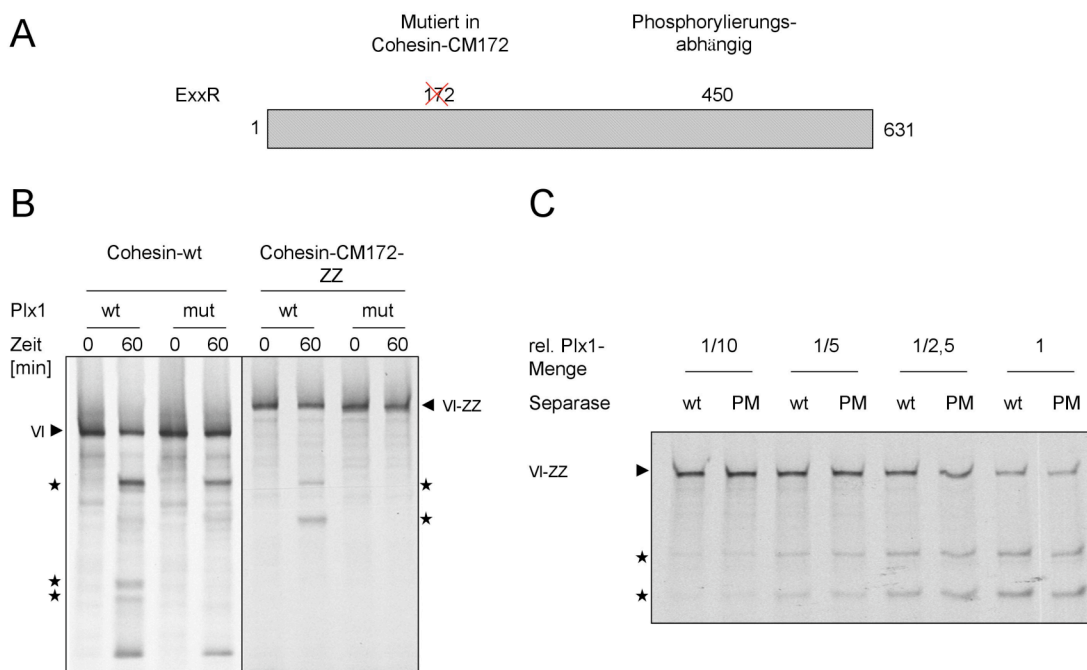 A
Mutiert in
Cohesin-CM172
Phosphorylierungs-
abhängig
ExxR
172
450
1
631
B
Cohesin-wt
Cohesin-CM172-
ZZ
Plx1
wt
mut
wt
mut
Zeit
[min]
0
60
0
60
0
60
0
60
VI
VI-ZZ
C
rel. Plx1-
Menge
1/10
1/5
1/2,5
1
Separase
wt
PM
wt
PM
wt
PM
wt
PM
VI-ZZ